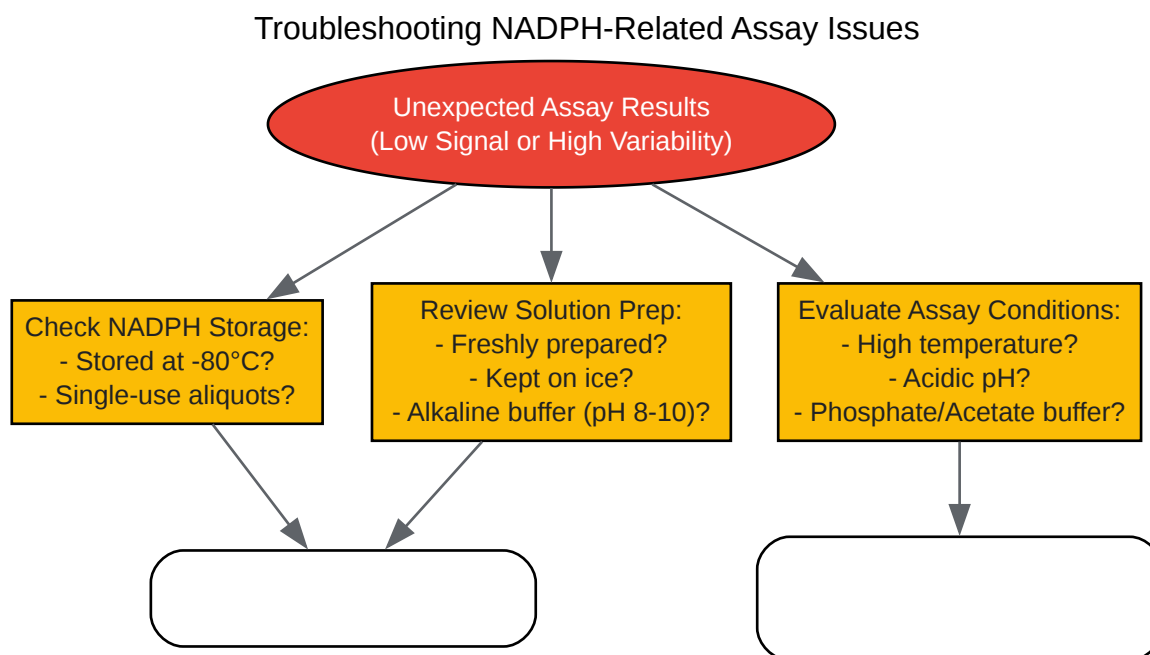 Troubleshooting NADPH-Related Assay Issues
Unexpected Assay Results
(Low Signal or High Variability)
Check NADPH Storage:
- Stored at -80°C?
- Single-use aliquots?
Review Solution Prep:
- Freshly prepared?
- Kept on ice?
- Alkaline buffer (pH 8-10)?
Evaluate Assay Conditions:
- High temperature?
- Acidic pH?
- Phosphate/Acetate buffer?